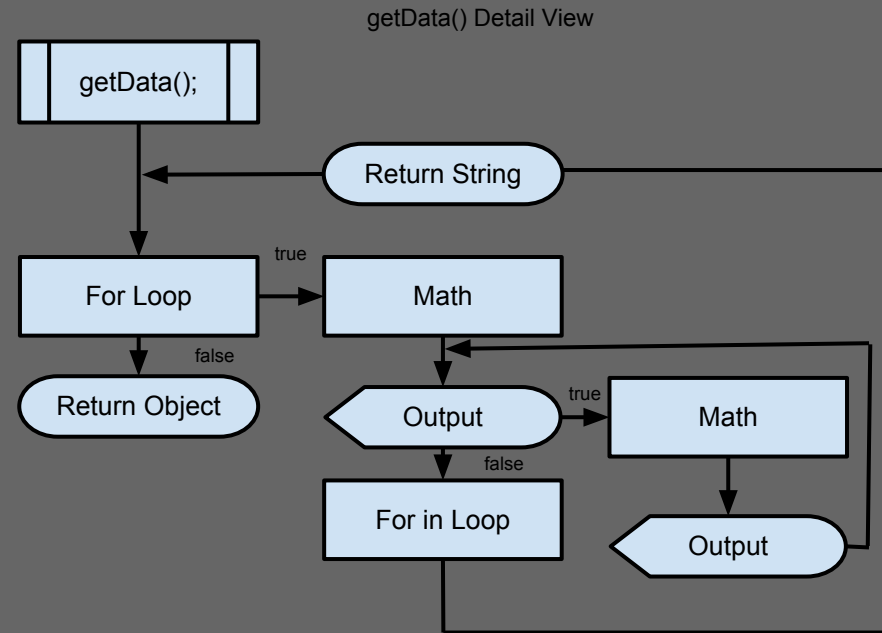 getData() Detail View
getData();
Return String
true
For Loop
Math
false
Return Object
Output
true
Math
false
For in Loop
Output